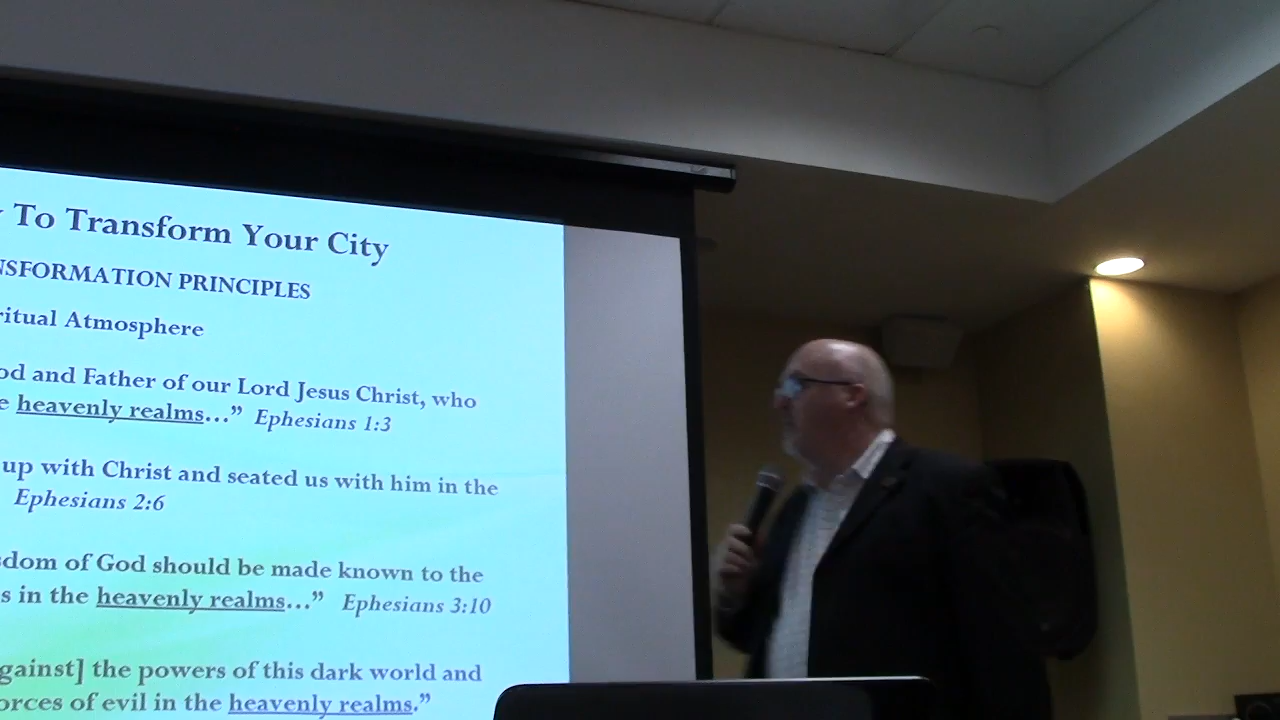 To Transform Your City
NSFORMATION PRINCIPLES
ritual Atmosphere
od and Father of our Lord Jesus Christ, who
e heavenly realms…” Ephesians 1:3
up with Christ and seated us with him in the
Ephesians 2:6
sdom of God should be made known to the
s in the heavenly realms…” Ephesians 3:10
gainst] the powers of this dark world and
orces of evil in the heavenly realms.”